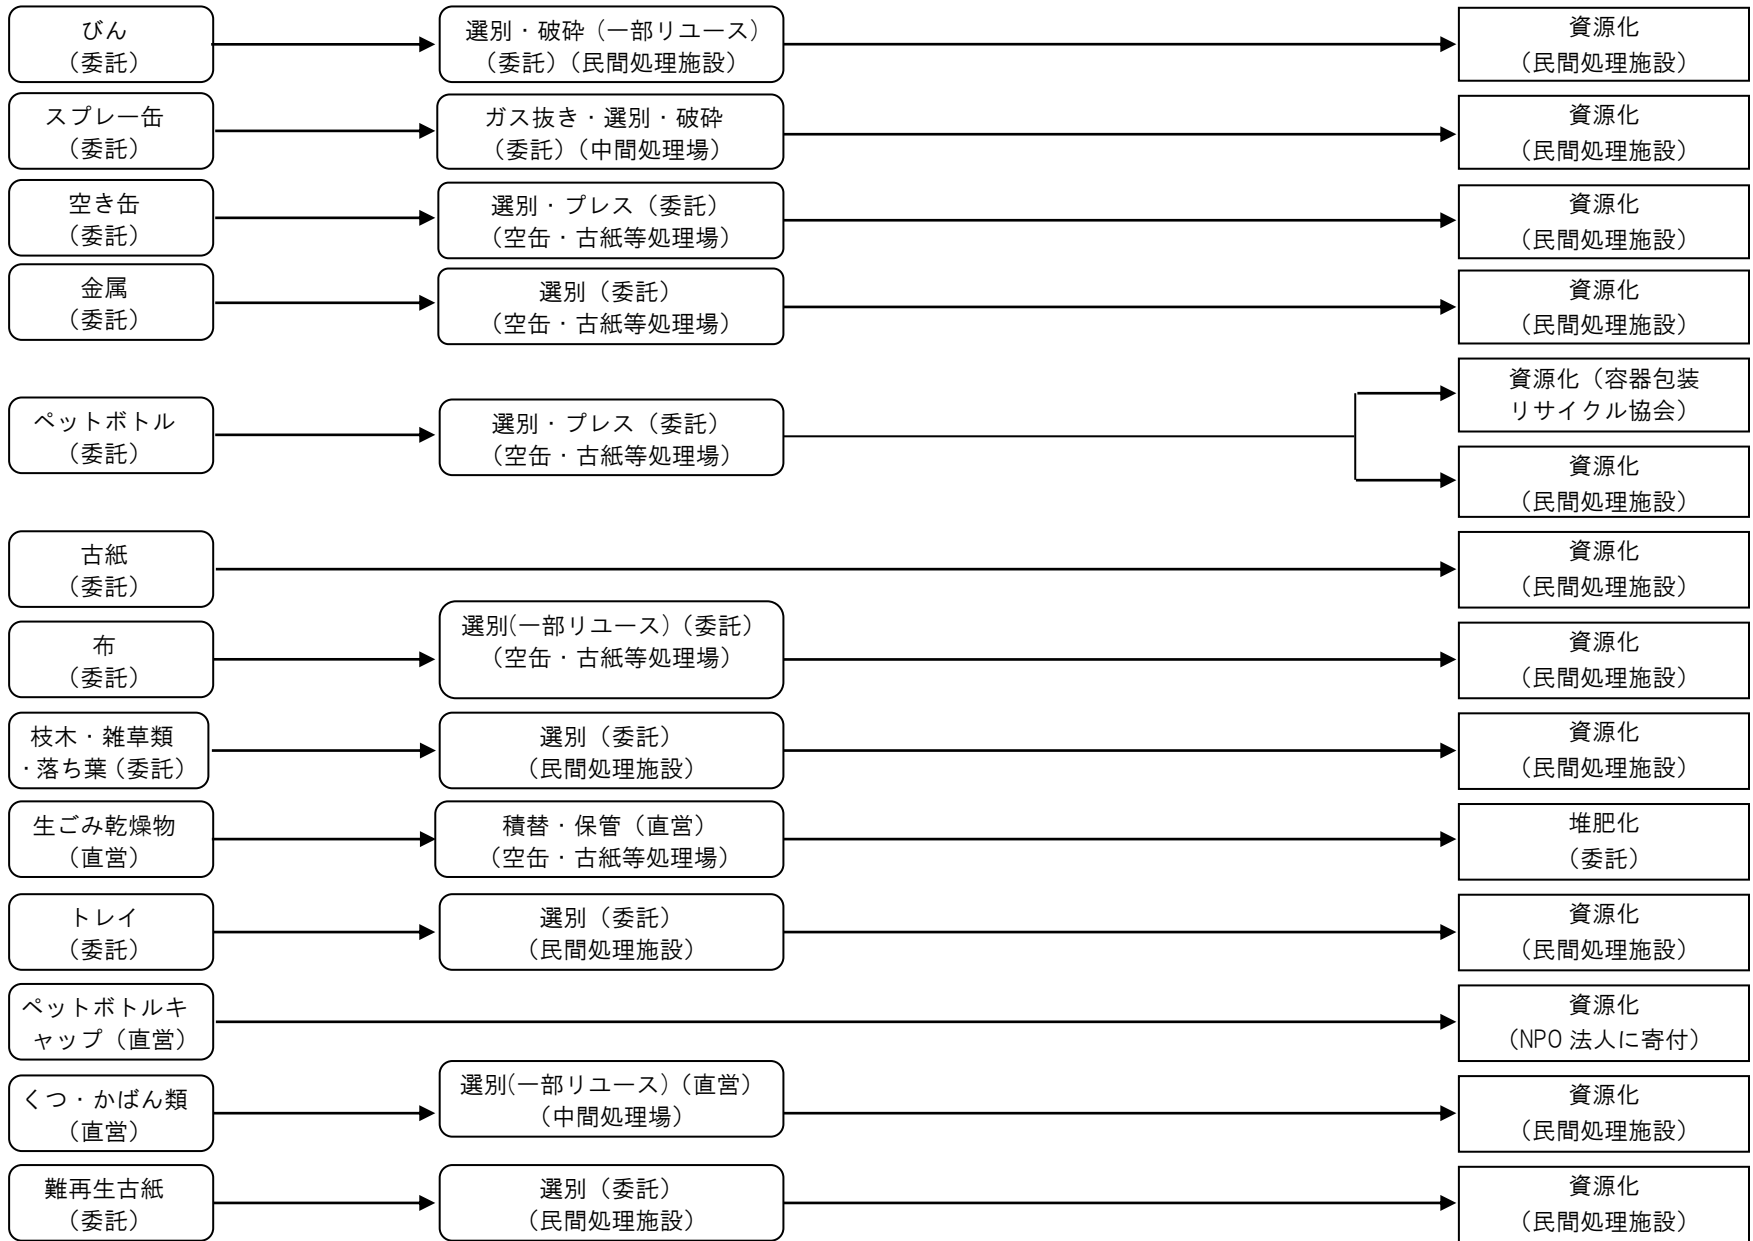 びん
（委託）
選別・破砕（一部リユース）
（委託）（民間処理施設）
資源化
（民間処理施設）
スプレー缶
（委託）
ガス抜き・選別・破砕
（委託）（中間処理場）
資源化
（民間処理施設）
空き缶
（委託）
選別・プレス（委託）
（空缶・古紙等処理場）
資源化
（民間処理施設）
金属
（委託）
選別（委託）
（空缶・古紙等処理場）
資源化
（民間処理施設）
ペットボトル
（委託）
選別・プレス（委託）
（空缶・古紙等処理場）
資源化（容器包装
リサイクル協会）
資源化
（民間処理施設）
古紙
（委託）
資源化
（民間処理施設）
布
（委託）
選別(一部リユース)（委託）
（空缶・古紙等処理場）
資源化
（民間処理施設）
枝木・雑草類
・落ち葉（委託）
選別（委託）
（民間処理施設）
資源化
（民間処理施設）
生ごみ乾燥物
（直営）
積替・保管（直営）
（空缶・古紙等処理場）
堆肥化
（委託）
トレイ
（委託）
選別（委託）
（民間処理施設）
資源化
（民間処理施設）
ペットボトルキ
ャップ（直営）
資源化
（NPO 法人に寄付）
くつ・かばん類
（直営）
選別(一部リユース)（直営）
（中間処理場）
資源化
（民間処理施設）
難再生古紙
（委託）
選別（委託）
（民間処理施設）
資源化
（民間処理施設）